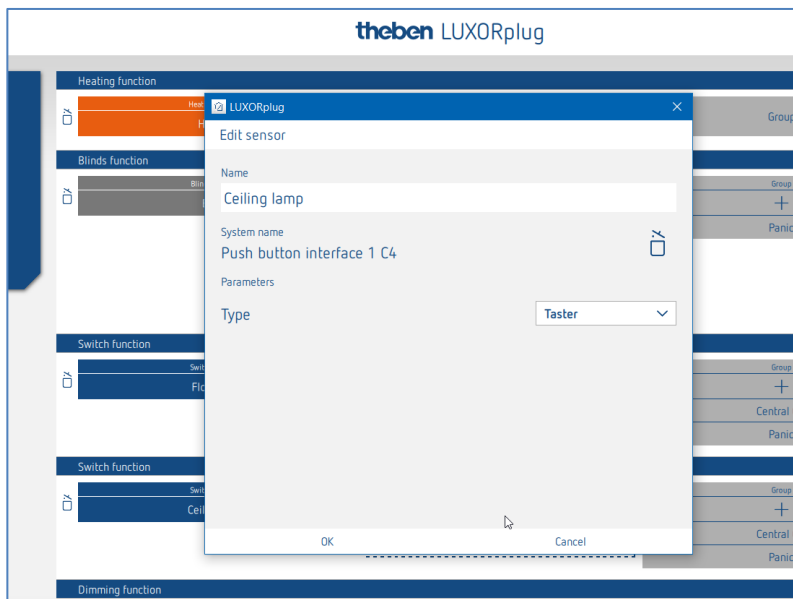 theben LUXORplug
Heating function
Heat
H
Group
LUXORplug
Edit sensor
Name
Ceiling lamp
System name
Push button interface 1 C4
Parameters
Type
Taster
OK
Cancel
Blinds function
Blin
Group
+
Panic
Switch function
Swit
Flo
Group
+
Central
Panic
Switch function
Swit
Ceil
Group
+
Central
Panic
Dimming function